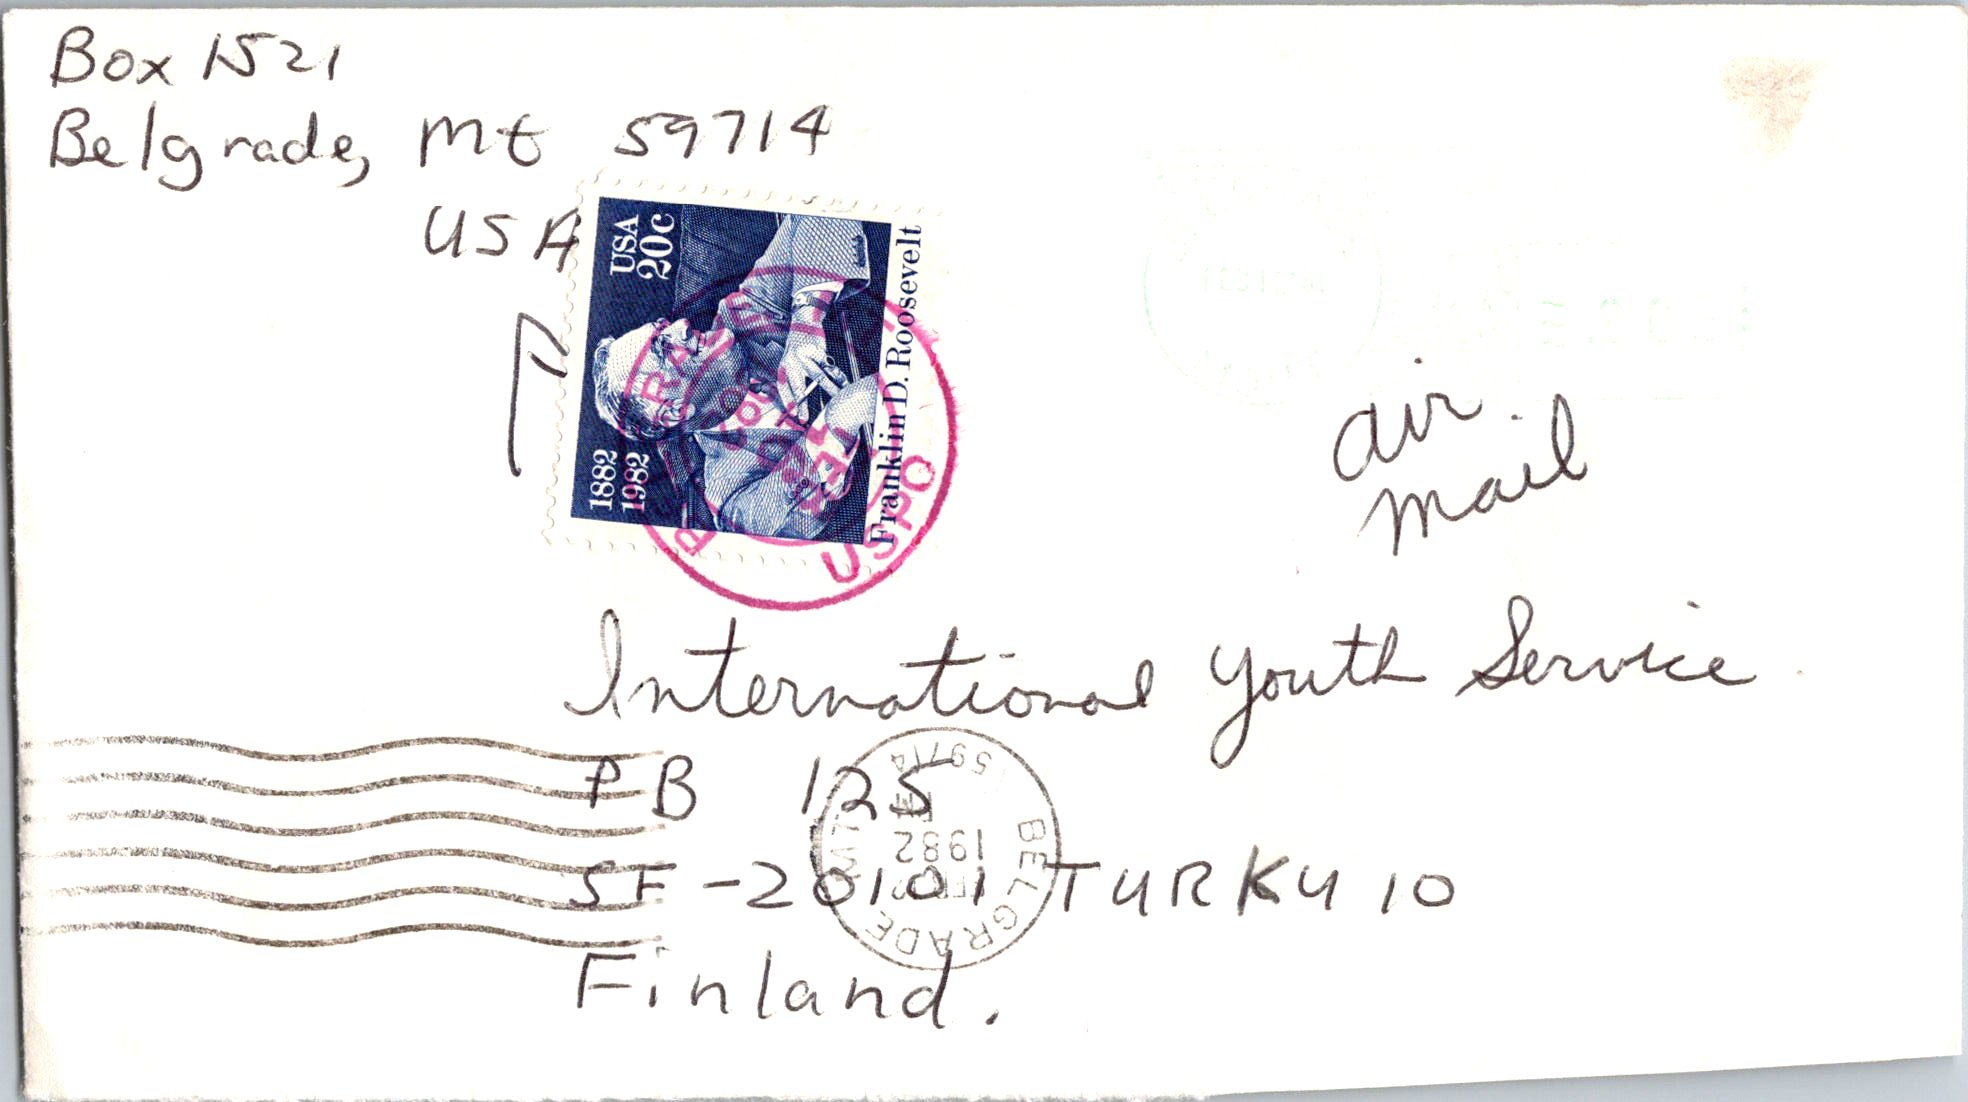 Box 1521
Belgrade, Mt 59714
USA
USA
20c
1882
1982
Franklin D. Roosevelt
USPO
air
mail
International Youth Service
PB 125
SF-20101 TURKU 10
Finland.
BELGRADE
59714
1982